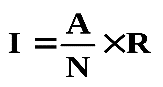 I = A/N × R